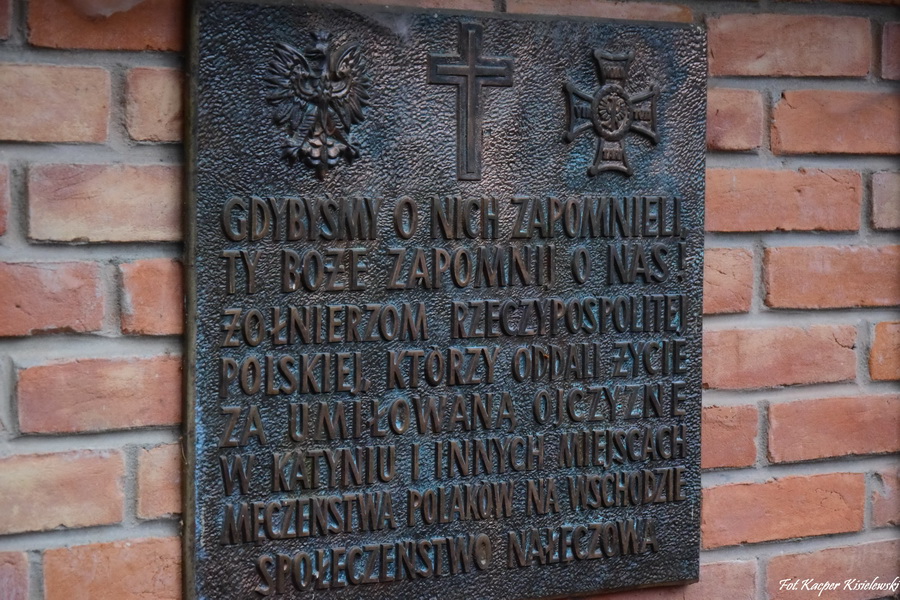 GDYBYŚMY O NICH ZAPOMNIELI,
TY BOŻE ZAPOMNIJ O NAS!
ŻOŁNIERZOM RZECZYPOSPOLITEJ
POLSKIEJ, KTÓRZY ODDALI ŻYCIE
ZA UMIŁOWANĄ OJCZYZNĘ
W KATYNIU I INNYCH MIEJSCACH
MĘCZEŃSTWA POLAKÓW NA WSCHODZIE
SPOŁECZEŃSTWO NAŁĘCZOWA
Fot. Kacper Kisielewski